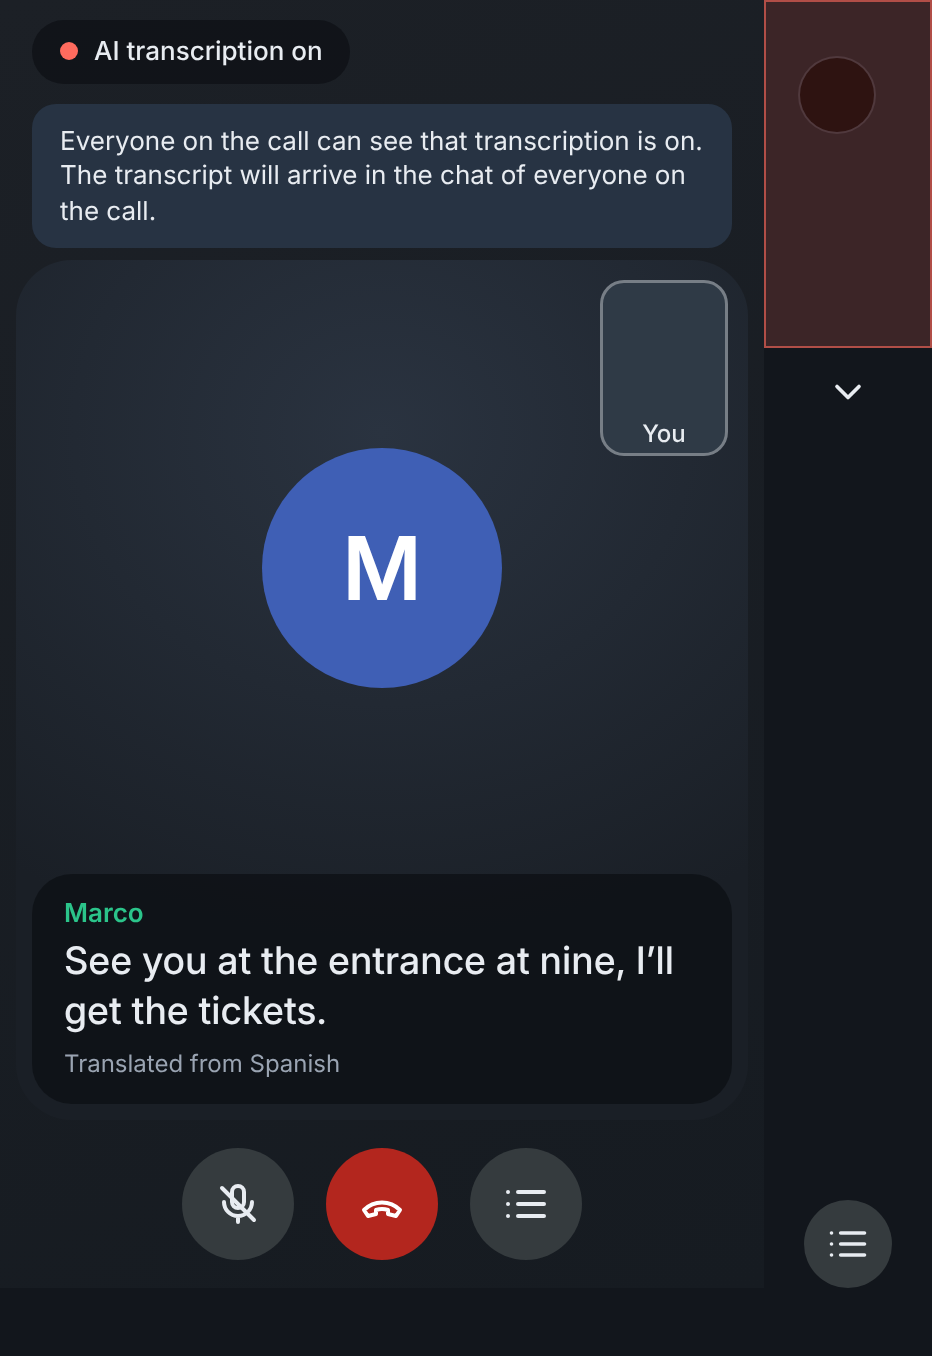 AI transcription on
Everyone on the call can see that transcription is on.
The transcript will arrive in the chat of everyone on
the call.
You
M
Marco
See you at the entrance at nine, I’ll
get the tickets.
Translated from Spanish